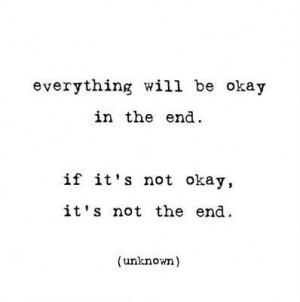 everything will be okay
in the end.
if it's not okay,
it's not the end.
(unknown)